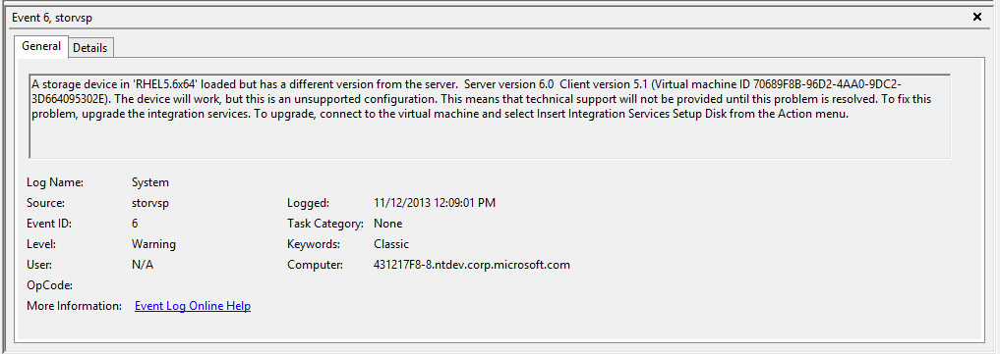 Event 6, storvsp
General Details
A storage device in 'RHEL5.6x64' loaded but has a different version from the server.  Server version 6.0  Client version 5.1 (Virtual machine ID 70689F8B-96D2-4AA0-9DC2-
3D664095302E). The device will work, but this is an unsupported configuration. This means that technical support will not be provided until this problem is resolved. To fix this
problem, upgrade the integration services. To upgrade, connect to the virtual machine and select Insert Integration Services Setup Disk from the Action menu.
Log Name: System
Source: storvsp Logged: 11/12/2013 12:09:01 PM
Event ID: 6 Task Category: None
Level: Warning Keywords: Classic
User: N/A Computer: 431217F8-8.ntdev.corp.microsoft.com
OpCode:
More Information: Event Log Online Help